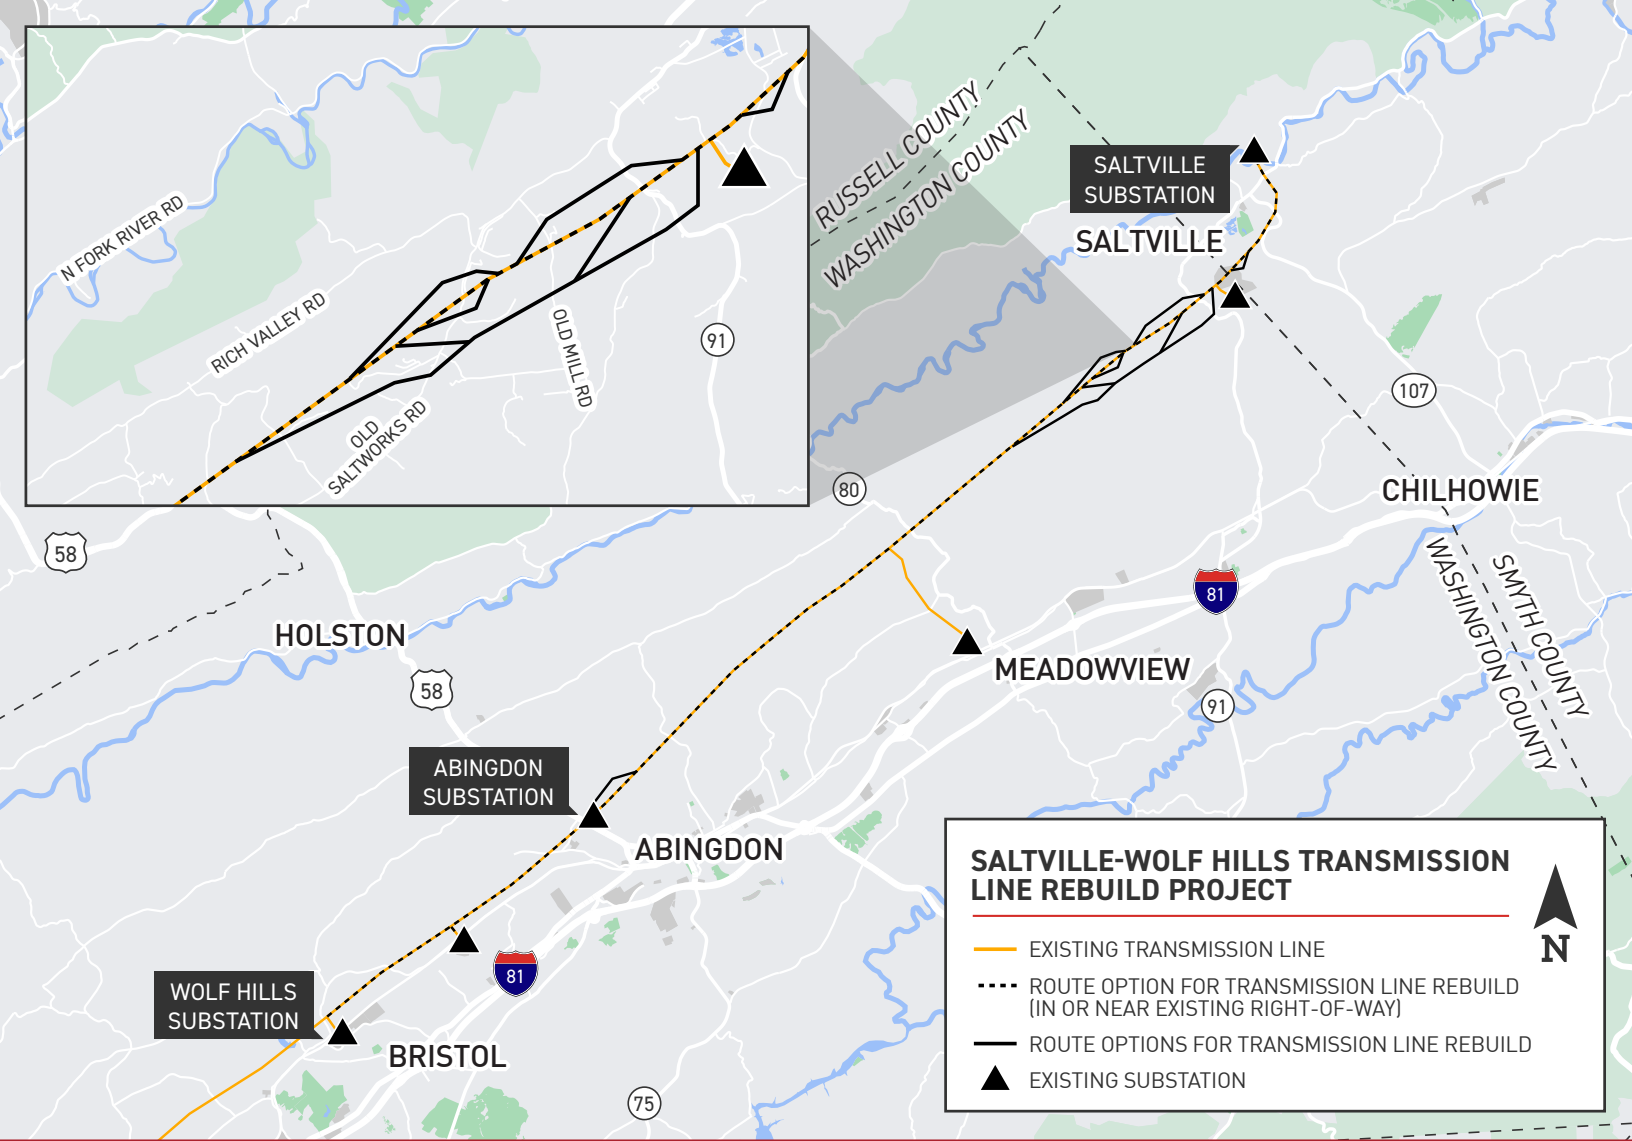 N FORK RIVER RD
RICH VALLEY RD
OLD
SALTWORKS RD
OLD MILL RD
91
RUSSELL COUNTY
WASHINGTON COUNTY
SALTVILLE
SUBSTATION
SALTVILLE
107
80
CHILHOWIE
58
81
WASHINGTON COUNTY
SMYTH COUNTY
HOLSTON
58
MEADOWVIEW
91
ABINGDON
SUBSTATION
ABINGDON
81
WOLF HILLS
SUBSTATION
BRISTOL
75
SALTVILLE-WOLF HILLS TRANSMISSION
LINE REBUILD PROJECT
N
EXISTING TRANSMISSION LINE
ROUTE OPTION FOR TRANSMISSION LINE REBUILD
(IN OR NEAR EXISTING RIGHT-OF-WAY)
ROUTE OPTIONS FOR TRANSMISSION LINE REBUILD
EXISTING SUBSTATION